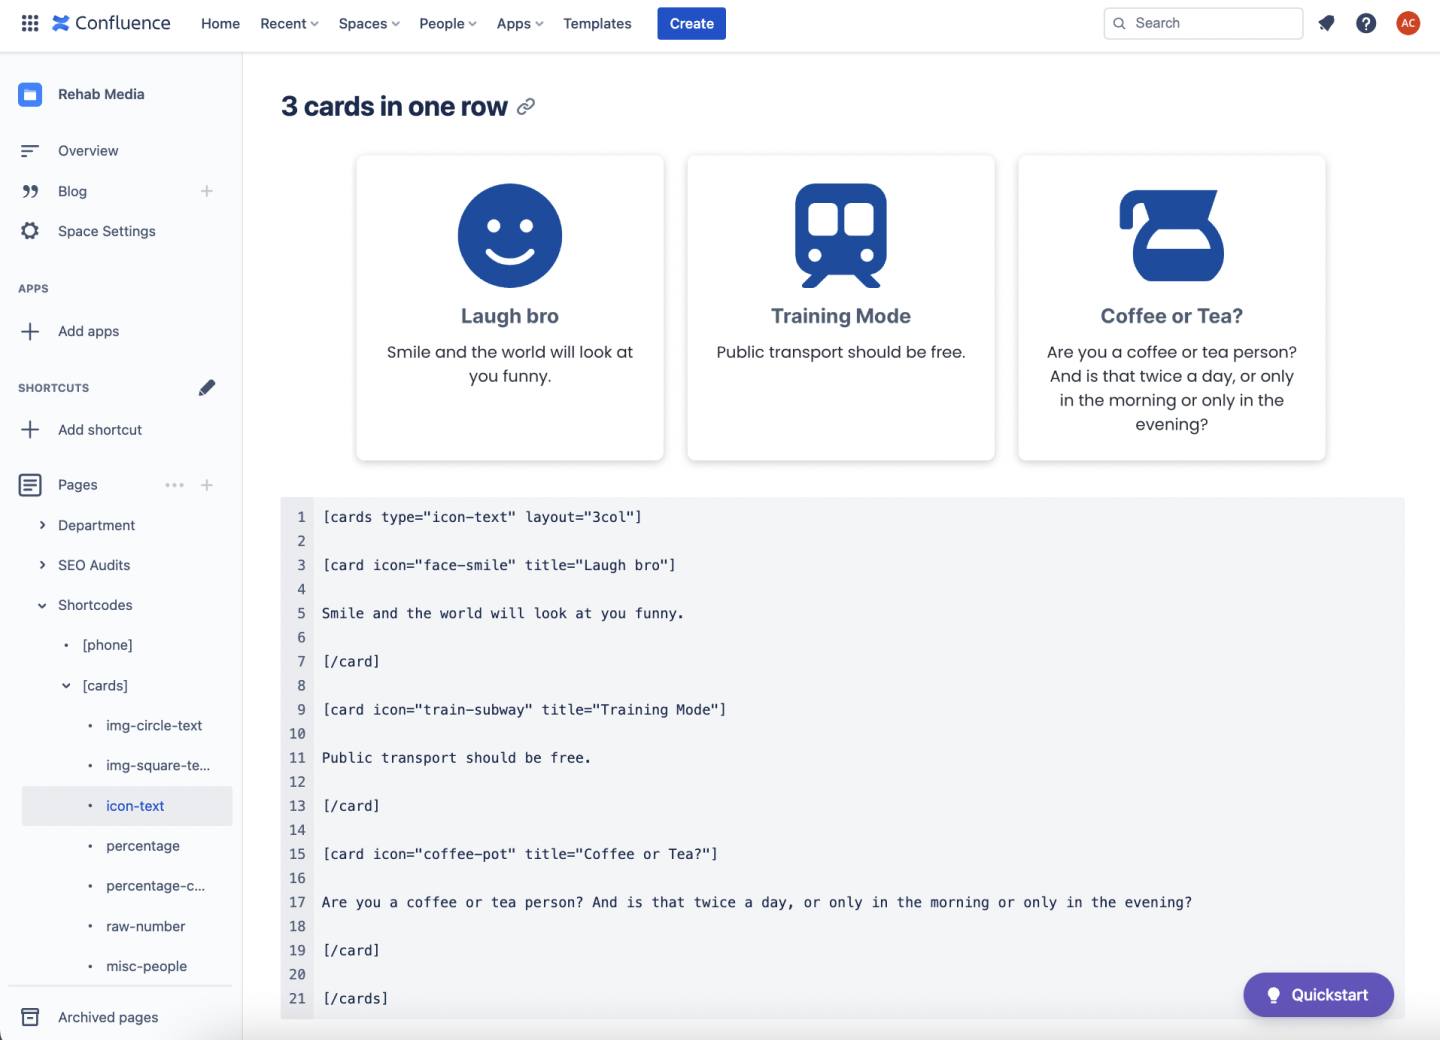 Confluence
Home
Recent
Spaces
People
Apps
Templates
Create
Search
AC
Rehab Media
Overview
Blog
Space Settings
APPS
Add apps
SHORTCUTS
Add shortcut
Pages
Department
SEO Audits
Shortcodes
[phone]
[cards]
img-circle-text
img-square-te...
icon-text
percentage
percentage-c...
raw-number
misc-people
Archived pages
3 cards in one row
Laugh bro
Smile and the world will look at
you funny.
Training Mode
Public transport should be free.
Coffee or Tea?
Are you a coffee or tea person?
And is that twice a day, or only
in the morning or only in the
evening?
1 [cards type="icon-text" layout="3col"]
2
3 [card icon="face-smile" title="Laugh bro"]
4
5 Smile and the world will look at you funny.
6
7 [/card]
8
9 [card icon="train-subway" title="Training Mode"]
10
11 Public transport should be free.
12
13 [/card]
14
15 [card icon="coffee-pot" title="Coffee or Tea?"]
16
17 Are you a coffee or tea person? And is that twice a day, or only in the morning or only in the evening?
18
19 [/card]
20
21 [/cards]
Quickstart